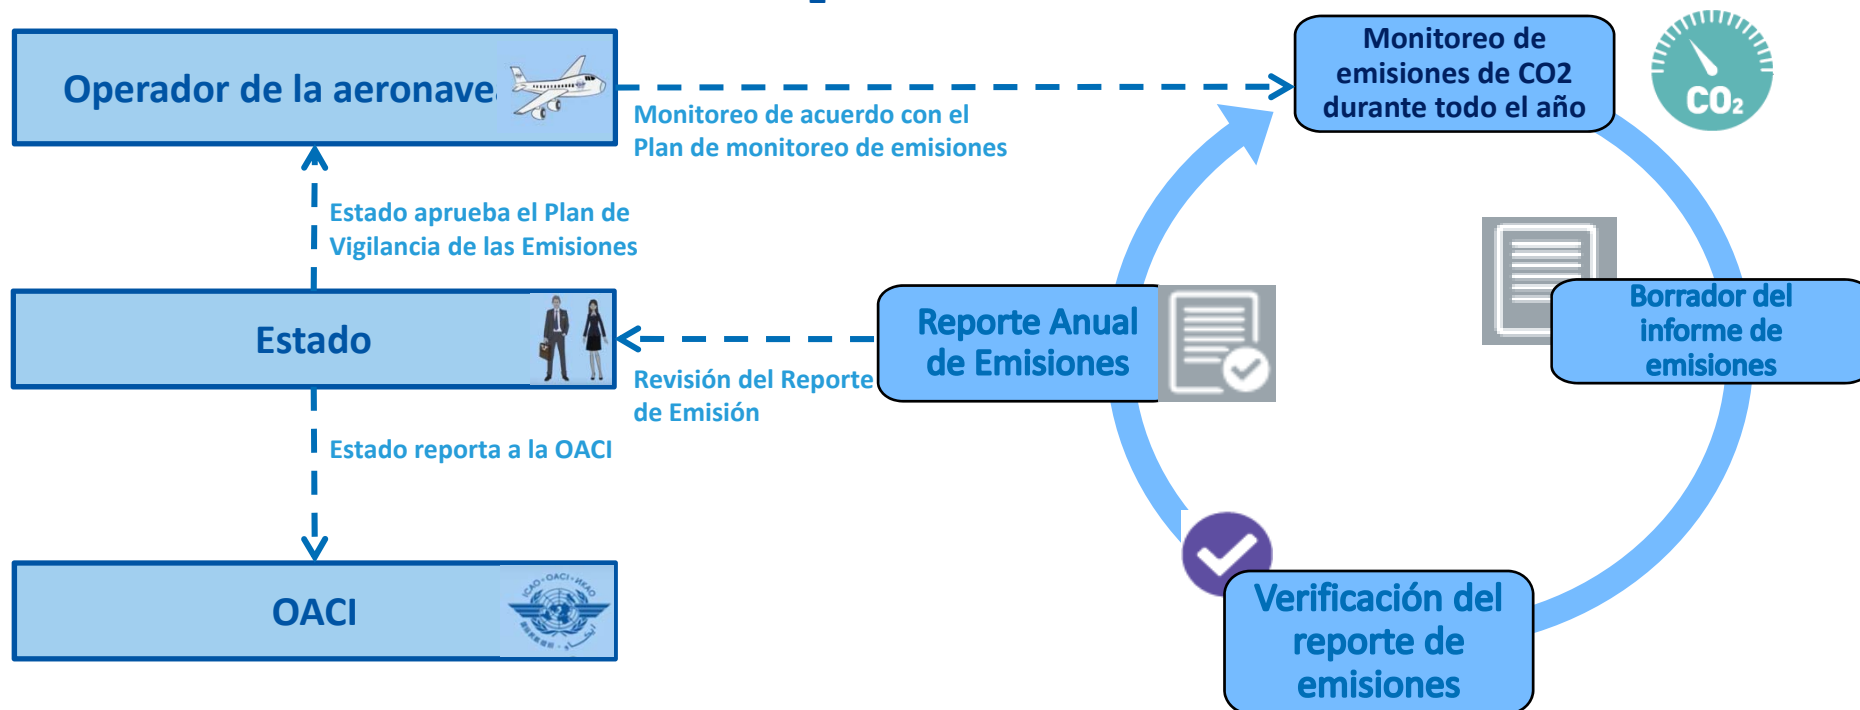 Operador de la aeronave
Monitoreo de acuerdo con el
Plan de monitoreo de emisiones
Monitoreo de
emisiones de CO2
durante todo el año
CO₂
Estado aprueba el Plan de
Vigilancia de las Emisiones
Estado
Revisión del Reporte
de Emisión
Reporte Anual
de Emisiones
Borrador del
informe de
emisiones
Estado reporta a la OACI
OACI
ICAO · OACI · ИКАО
Verificación del
reporte de
emisiones